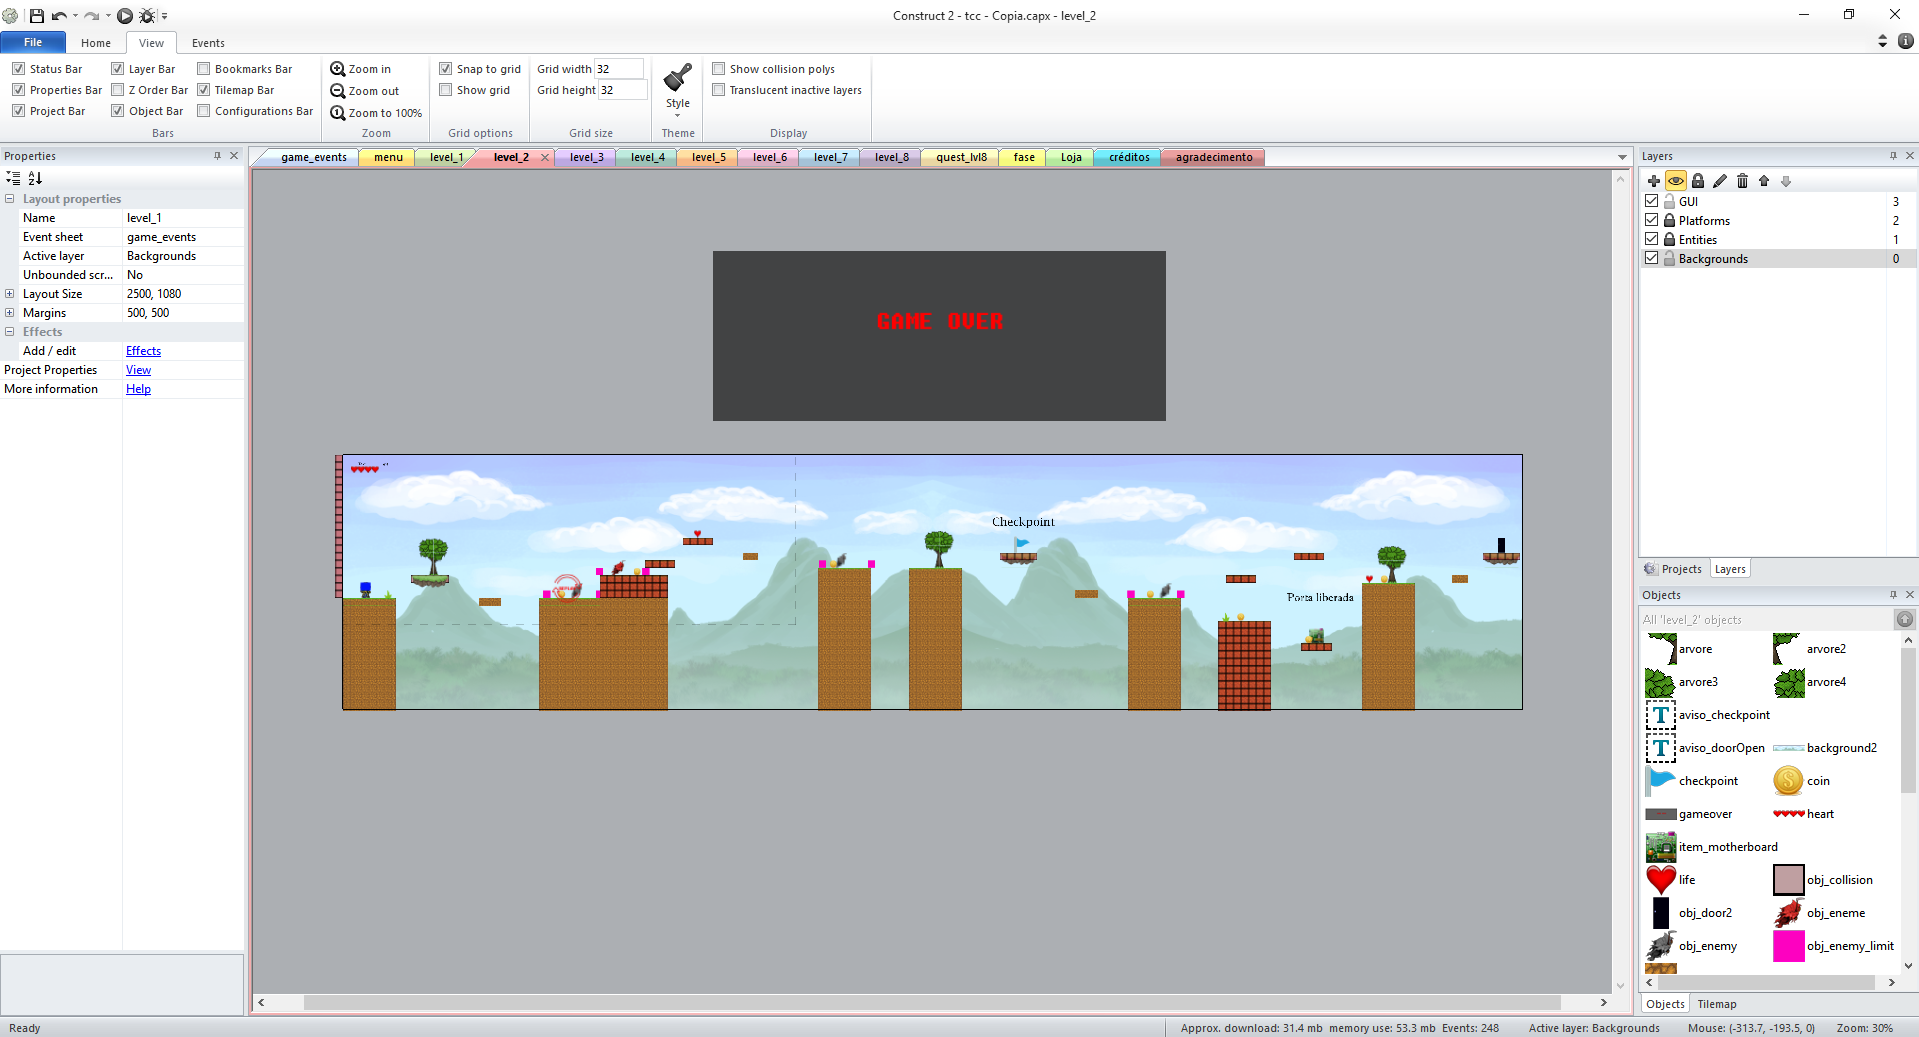 Construct 2 - tcc - Copia.capx - level_2
File Home View Events
Status Bar Layer Bar Bookmarks Bar
Properties Bar Z Order Bar Tilemap Bar
Project Bar Object Bar Configurations Bar
Bars
Zoom in
Zoom out
Zoom to 100%
Zoom
Snap to grid
Show grid
Grid options
Grid width 32
Grid height 32
Grid size
Style
Theme
Show collision polys
Translucent inactive layers
Display
Properties
Layout properties
Name level_1
Event sheet game_events
Active layer Backgrounds
Unbounded scr... No
Layout Size 2500, 1080
Margins 500, 500
Effects
Add / edit Effects
Project Properties View
More information Help
game_events menu level_1 level_2 level_3 level_4 level_5 level_6 level_7 level_8 quest_lvl8 fase Loja créditos agradecimento
GAME OVER
Checkpoint
Porta liberada
Layers
GUI 3
Platforms 2
Entities 1
Backgrounds 0
Projects Layers
Objects
All 'level_2' objects
arvore arvore2
arvore3 arvore4
T aviso_checkpoint
T aviso_doorOpen background2
checkpoint coin
gameover heart
item_motherboard
life obj_collision
obj_door2 obj_eneme
obj_enemy obj_enemy_limit
Objects Tilemap
Ready
Approx. download: 31.4 mb memory use: 53.3 mb Events: 248 Active layer: Backgrounds Mouse: (-313.7, -193.5, 0) Zoom: 30%